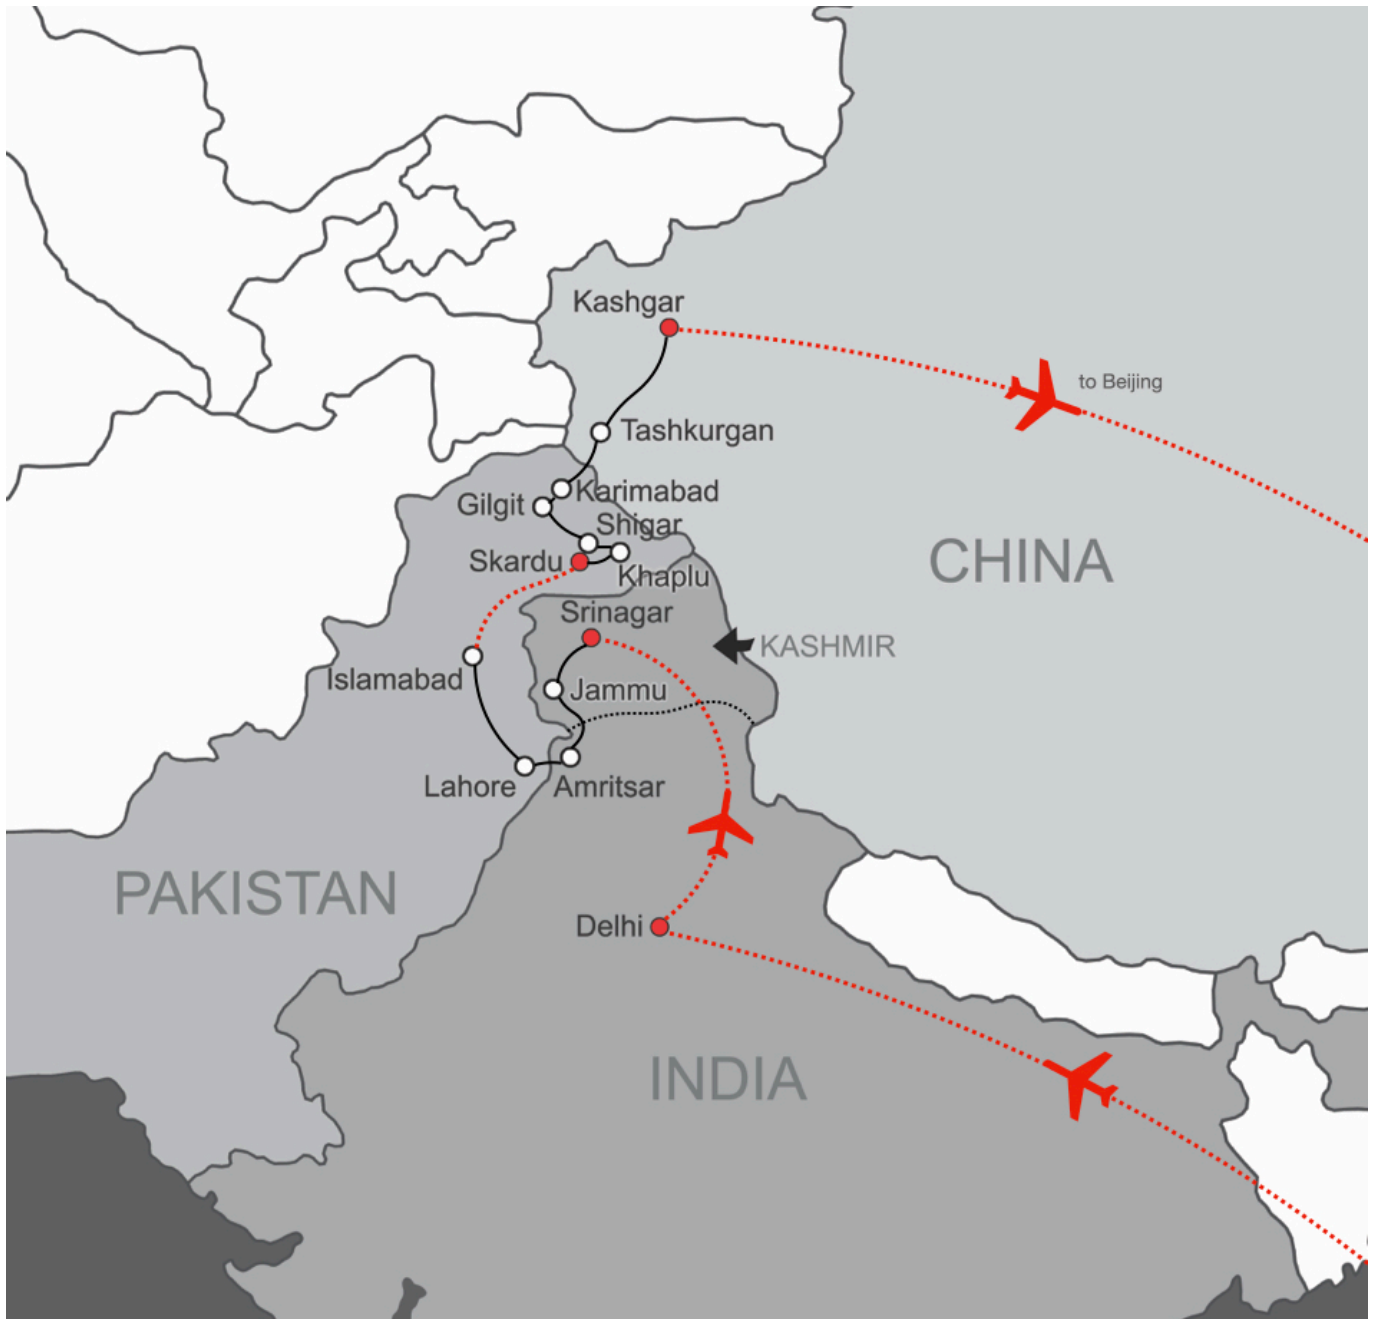 Kashgar
to Beijing
Tashkurgan
Karimabad
Gilgit
Shigar
Skardu
Khaplu
CHINA
Srinagar
KASHMIR
Islamabad
Jammu
Lahore
Amritsar
PAKISTAN
Delhi
INDIA